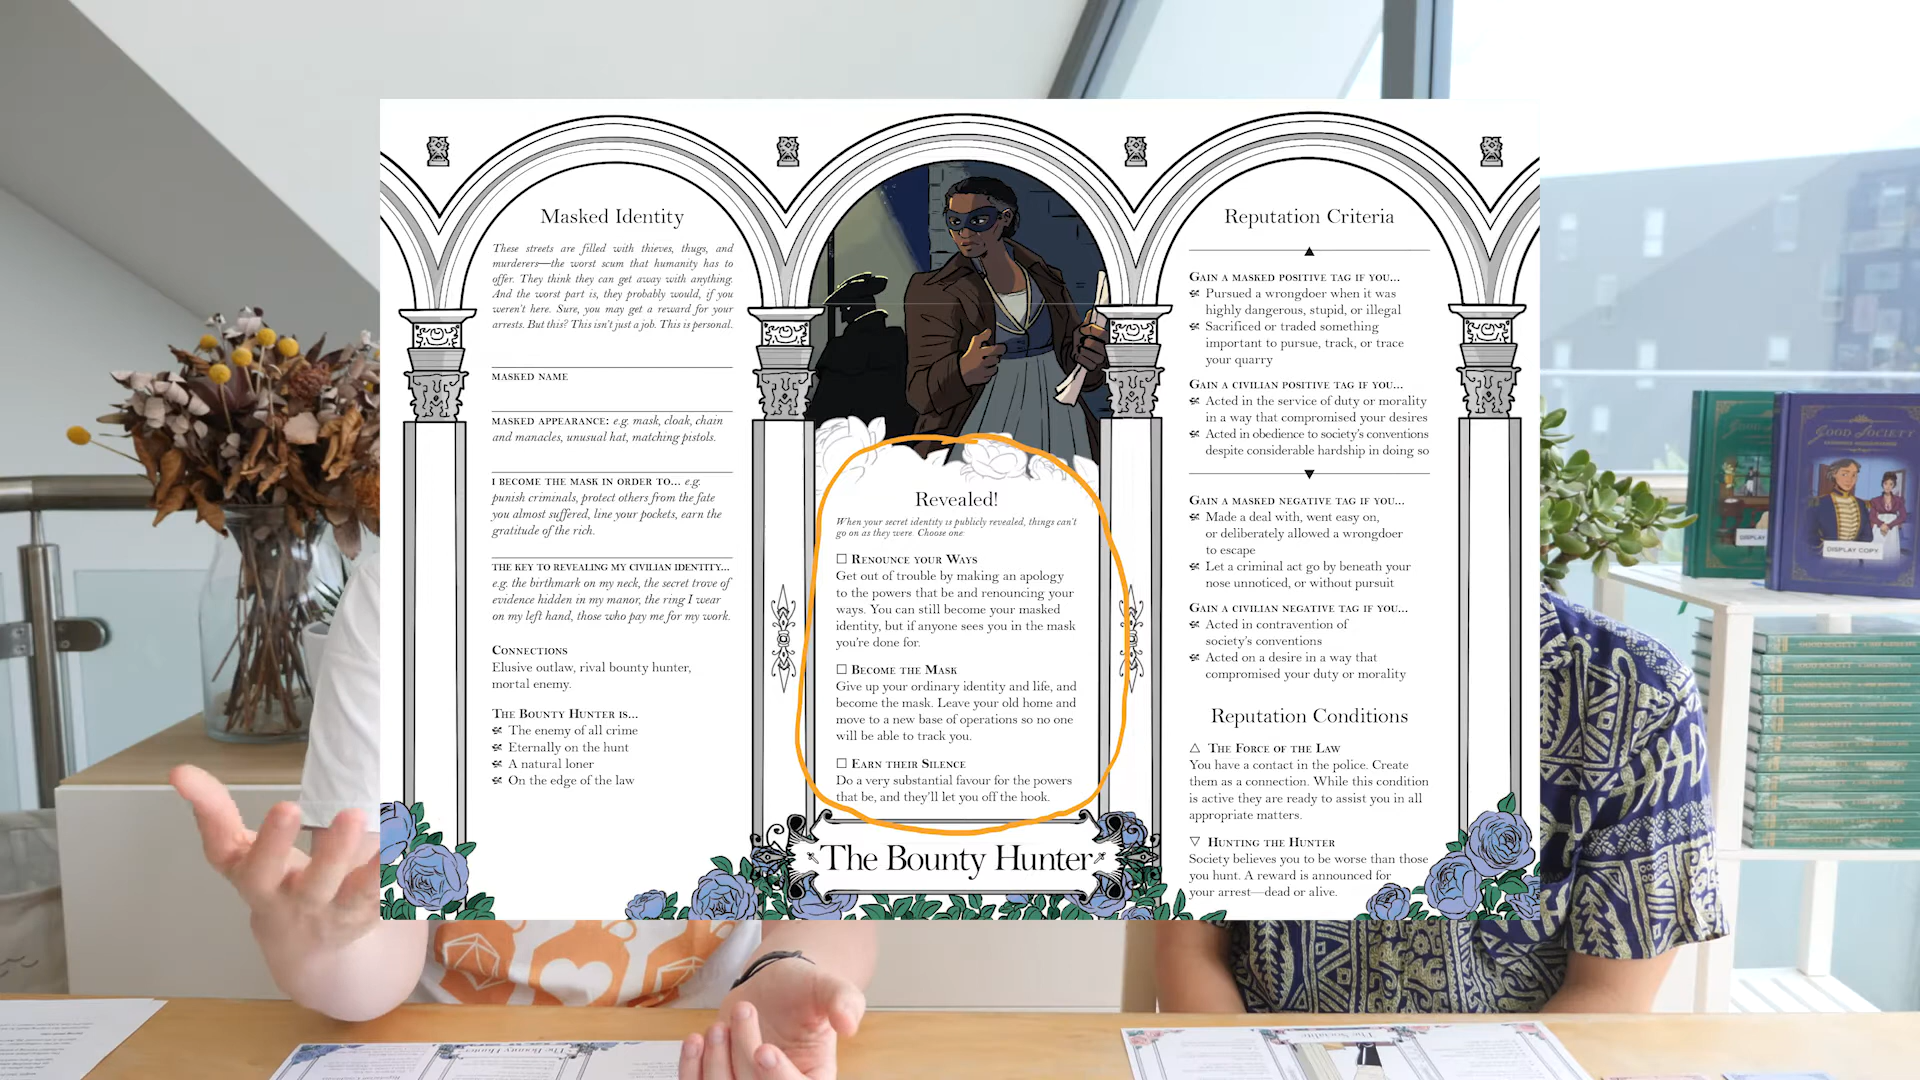 Masked Identity
These streets are filled with thieves, thugs, and
murderers—the worst scum that humanity has to
offer. They think they can get away with anything.
And the worst part is, they probably would, if you
weren't here. Sure, you may get a reward for your
arrests. But this? This isn't just a job. This is personal.
MASKED NAME
MASKED APPEARANCE: e.g. mask, cloak, chain
and manacles, unusual hat, matching pistols.
I BECOME THE MASK IN ORDER TO... e.g.
punish criminals, protect others from the fate
you almost suffered, line your pockets, earn the
gratitude of the rich.
THE KEY TO REVEALING MY CIVILIAN IDENTITY...
e.g. the birthmark on my neck, the secret trove of
evidence hidden in my manor, the ring I wear
on my left hand, those who pay me for my work.
CONNECTIONS
Elusive outlaw, rival bounty hunter,
mortal enemy.
THE BOUNTY HUNTER IS...
The enemy of all crime
Eternally on the hunt
A natural loner
On the edge of the law
Revealed!
When your secret identity is publicly revealed, things can't
go on as they were. Choose one:
RENOUNCE YOUR WAYS
Get out of trouble by making an apology
to the powers that be and renouncing your
ways. You can still become your masked
identity, but if anyone sees you in the mask
you're done for.
BECOME THE MASK
Give up your ordinary identity and life, and
become the mask. Leave your old home and
move to a new base of operations so no one
will be able to track you.
EARN THEIR SILENCE
Do a very substantial favour for the powers
that be, and they'll let you off the hook.
The Bounty Hunter
Reputation Criteria
GAIN A MASKED POSITIVE TAG IF YOU...
Pursued a wrongdoer when it was
highly dangerous, stupid, or illegal
Sacrificed or traded something
important to pursue, track, or trace
your quarry
GAIN A CIVILIAN POSITIVE TAG IF YOU...
Acted in the service of duty or morality
in a way that compromised your desires
Acted in obedience to society's conventions
despite considerable hardship in doing so
GAIN A MASKED NEGATIVE TAG IF YOU...
Made a deal with, went easy on,
or deliberately allowed a wrongdoer
to escape
Let a criminal act go by beneath your
nose unnoticed, or without pursuit
GAIN A CIVILIAN NEGATIVE TAG IF YOU...
Acted in contravention of
society's conventions
Acted on a desire in a way that
compromised your duty or morality
Reputation Conditions
THE FORCE OF THE LAW
You have a contact in the police. Create
them as a connection. While this condition
is active they are ready to assist you in all
appropriate matters.
HUNTING THE HUNTER
Society believes you to be worse than those
you hunt. A reward is announced for
your arrest—dead or alive.
GOOD SOCIETY
DISPLAY COPY
DISPLAY
The Bounty Hunter
The Socialite